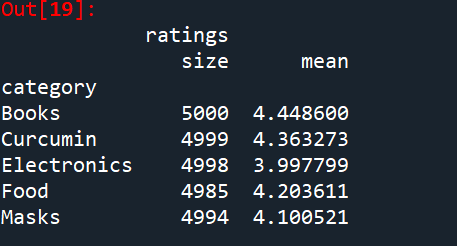 Out[19]:
ratings
size mean
category
Books 5000 4.448600
Curcumin 4999 4.363273
Electronics 4998 3.997799
Food 4985 4.203611
Masks 4994 4.100521